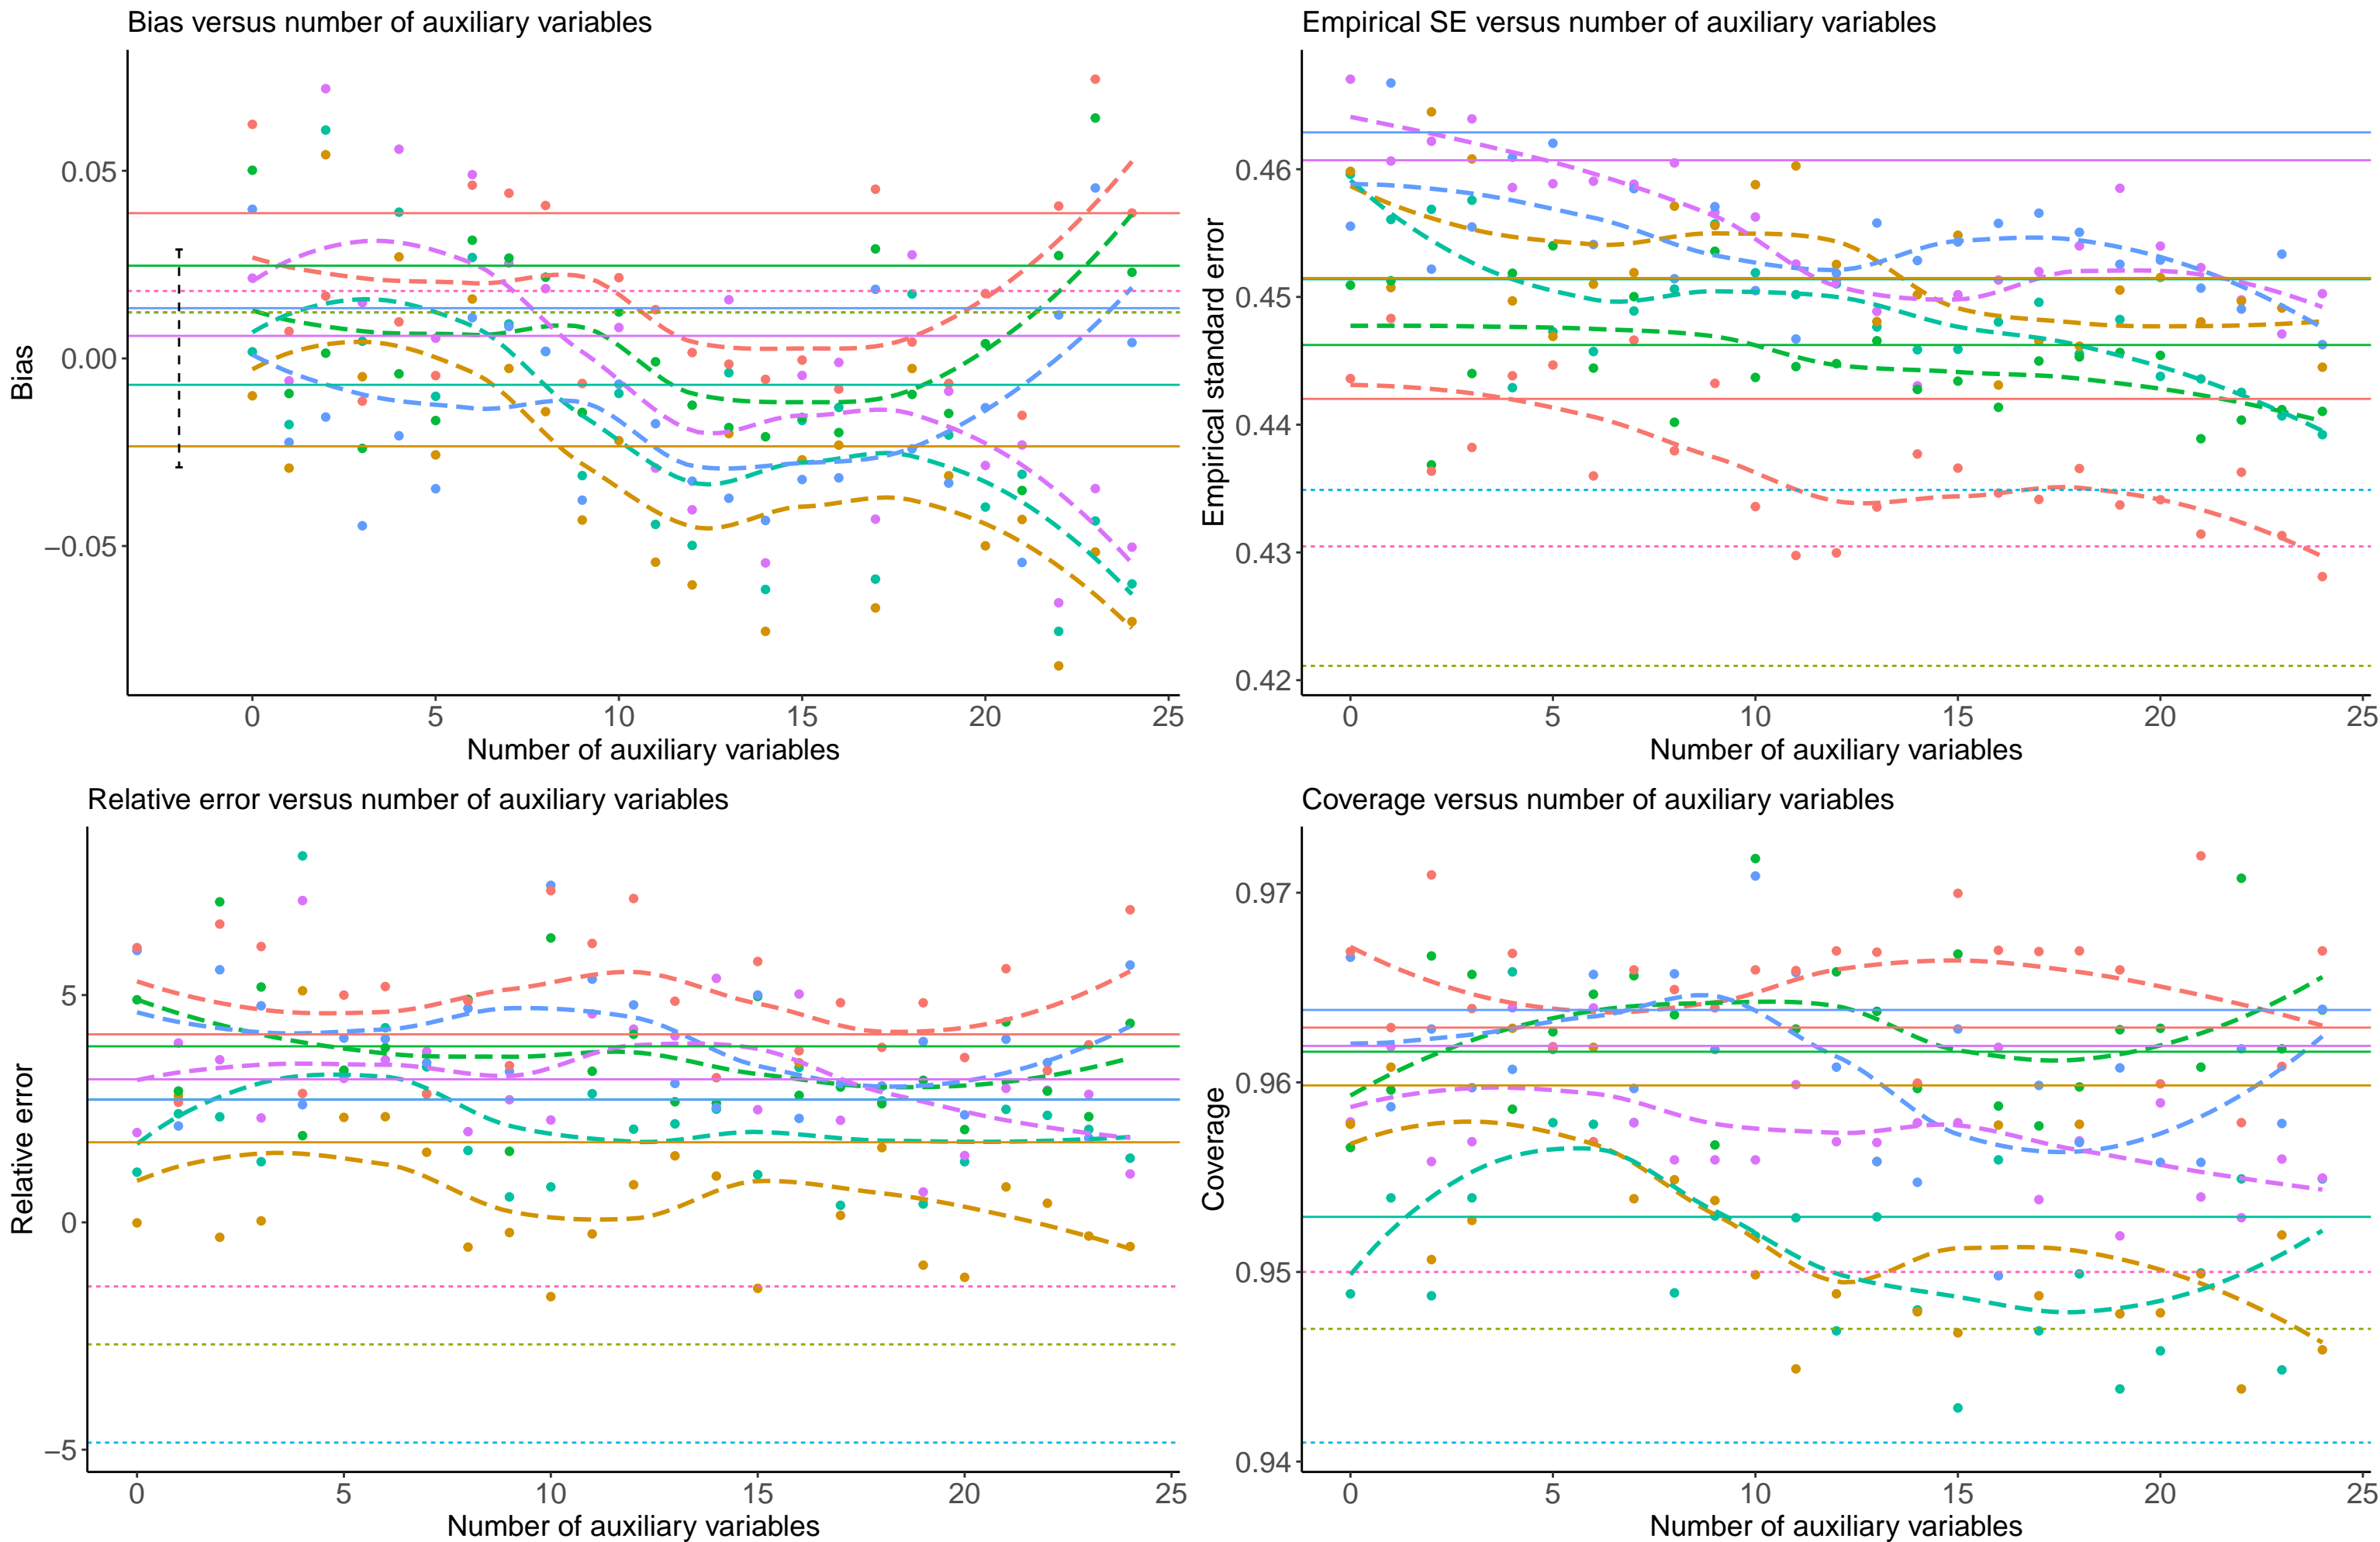 Bias versus number of auxiliary variables
0.05
0.00
−0.05
Bias
0 5 10 15 20 25
Number of auxiliary variables
Empirical SE versus number of auxiliary variables
0.46
0.45
0.44
0.43
0.42
Empirical standard error
0 5 10 15 20 25
Number of auxiliary variables
Relative error versus number of auxiliary variables
5
0
−5
Relative error
0 5 10 15 20 25
Number of auxiliary variables
Coverage versus number of auxiliary variables
0.97
0.96
0.95
0.94
Coverage
0 5 10 15 20 25
Number of auxiliary variables